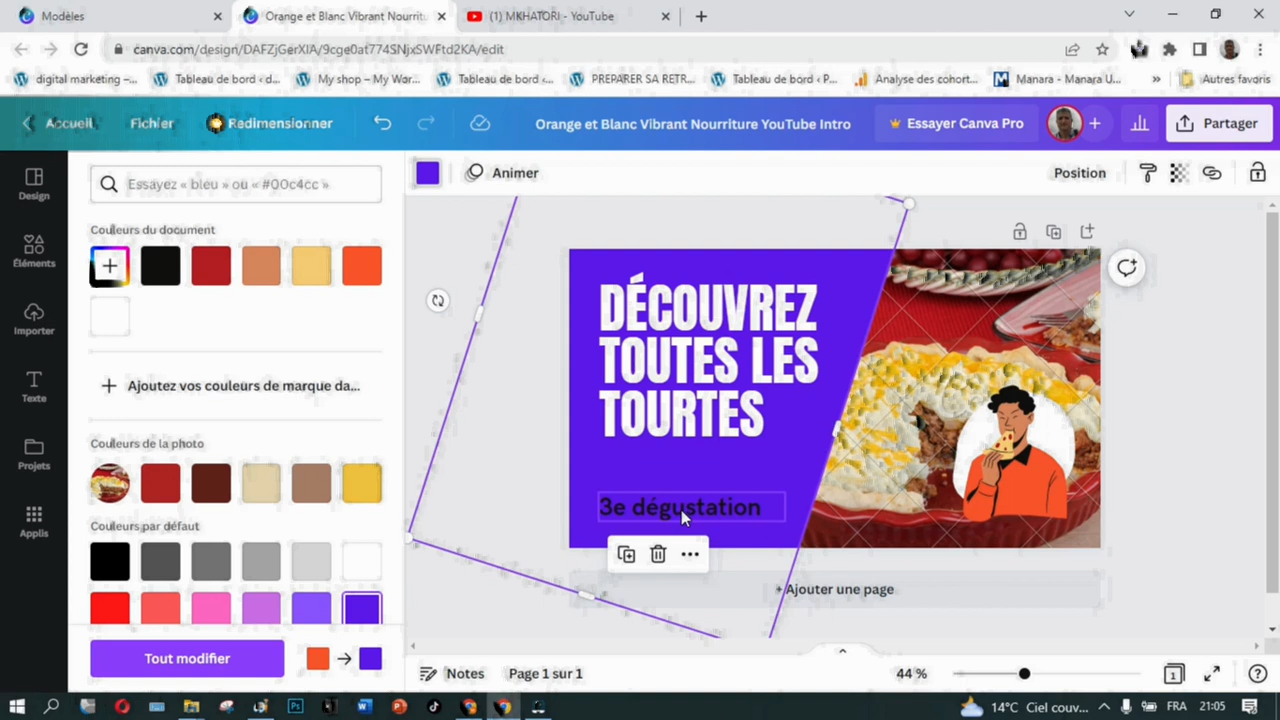 Modèles
Orange et Blanc Vibrant Nourritu
(1) MKHATORI - YouTube
canva.com/design/DAFZjGerXIA/9cge0at774SNjxSWFtd2KA/edit
digital marketing –...
Tableau de bord ‹ d...
My shop – My Wor...
Tableau de bord ‹...
PREPARER SA RETR...
Tableau de bord ‹ P...
Analyse des cohort...
Manara - Manara U...
»
Autres favoris
Accueil
Fichier
Redimensionner
Orange et Blanc Vibrant Nourriture YouTube Intro
Essayer Canva Pro
Partager
Design
Éléments
Importer
Texte
Projets
Applis
Essayez « bleu » ou « #00c4cc »
Couleurs du document
Ajoutez vos couleurs de marque da...
Couleurs de la photo
Couleurs par défaut
Tout modifier
Animer
Position
DÉCOUVREZ
TOUTES LES
TOURTES
3e dégustation
+ Ajouter une page
Notes
Page 1 sur 1
44 %
1
14°C Ciel couv...
FRA
21:05